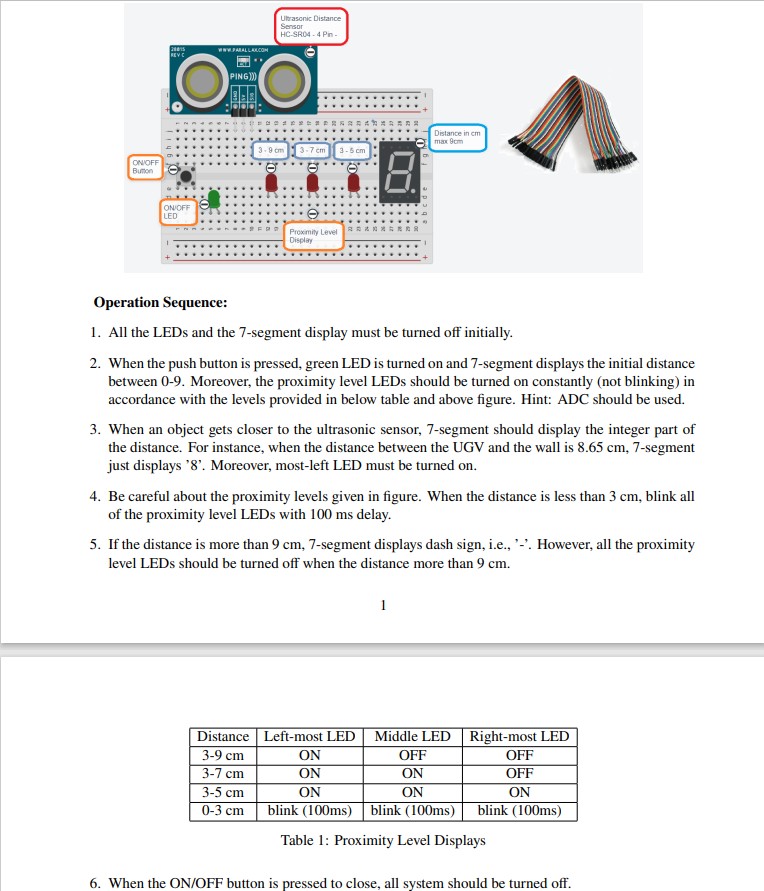 Ultrasonic Distance
Sensor
HC-SR04 - 4 Pin -
28015
REV C
WWW.PARALLAX.COM
PING)))
GND
5V
SIG
Distance in cm
max 9cm
3 - 9 cm
3 - 7 cm
3 - 5 cm
ON/OFF
Button
ON/OFF
LED
Proximity Level
Display
Operation Sequence:
1. All the LEDs and the 7-segment display must be turned off initially.
2. When the push button is pressed, green LED is turned on and 7-segment displays the initial distance
between 0-9. Moreover, the proximity level LEDs should be turned on constantly (not blinking) in
accordance with the levels provided in below table and above figure. Hint: ADC should be used.
3. When an object gets closer to the ultrasonic sensor, 7-segment should display the integer part of
the distance. For instance, when the distance between the UGV and the wall is 8.65 cm, 7-segment
just displays ’8’. Moreover, most-left LED must be turned on.
4. Be careful about the proximity levels given in figure. When the distance is less than 3 cm, blink all
of the proximity level LEDs with 100 ms delay.
5. If the distance is more than 9 cm, 7-segment displays dash sign, i.e., ’-’. However, all the proximity
level LEDs should be turned off when the distance more than 9 cm.
1
Distance Left-most LED Middle LED Right-most LED
3-9 cm ON OFF OFF
3-7 cm ON ON OFF
3-5 cm ON ON ON
0-3 cm blink (100ms) blink (100ms) blink (100ms)
Table 1: Proximity Level Displays
6. When the ON/OFF button is pressed to close, all system should be turned off.